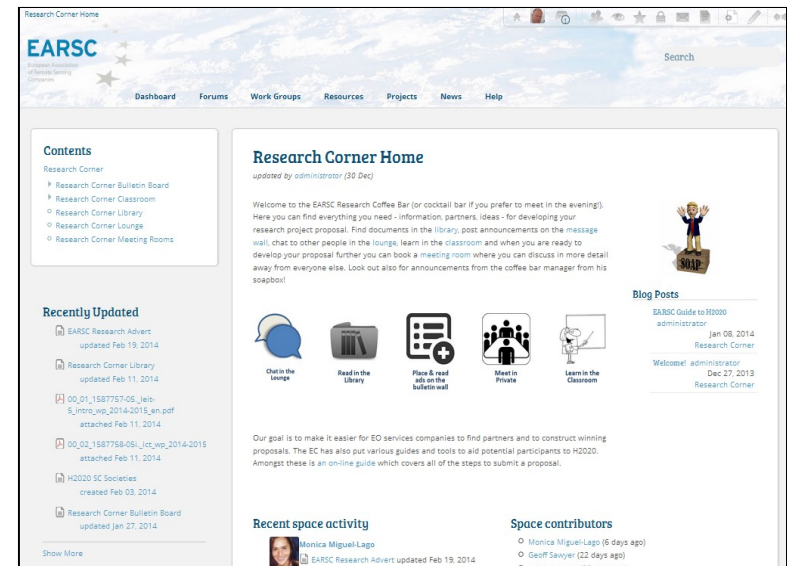 Research Corner Home
EARSC
European Association
of Remote Sensing
Companies
Search
Dashboard Forums Work Groups Resources Projects News Help
Contents
Research Corner
Research Corner Bulletin Board
Research Corner Classroom
Research Corner Library
Research Corner Lounge
Research Corner Meeting Rooms
Recently Updated
EARSC Research Advert
updated Feb 19, 2014
Research Corner Library
updated Feb 11, 2014
00_01_1587757-05._leit-
5_intro_wp_2014-2015_en.pdf
attached Feb 11, 2014
00_02_1587758-05i._ict_wp_2014-2015
attached Feb 11, 2014
H2020 SC Societies
created Feb 03, 2014
Research Corner Bulletin Board
updated Jan 27, 2014
Show More
Research Corner Home
updated by administrator (30 Dec)
Welcome to the EARSC Research Coffee Bar (or cocktail bar if you prefer to meet in the evening!).
Here you can find everything you need - information, partners, ideas - for developing your
research project proposal. Find documents in the library, post announcements on the message
wall, chat to other people in the lounge, learn in the classroom and when you are ready to
develop your proposal further you can book a meeting room where you can discuss in more detail
away from everyone else. Look out also for announcements from the coffee bar manager from his
soapbox!
Chat in the
Lounge
Read in the
Library
Place & read
ads on the
bulletin wall
Meet in
Private
Learn in the
Classroom
Our goal is to make it easier for EO services companies to find partners and to construct winning
proposals. The EC has also put various guides and tools to aid potential participants to H2020.
Amongst these is an on-line guide which covers all of the steps to submit a proposal.
Recent space activity
Monica Miguel-Lago
EARSC Research Advert updated Feb 19, 2014
Space contributors
Monica Miguel-Lago (6 days ago)
Geoff Sawyer (22 days ago)
SOAP
Blog Posts
EARSC Guide to H2020
administrator
Jan 08, 2014
Research Corner
Welcome! administrator
Dec 27, 2013
Research Corner